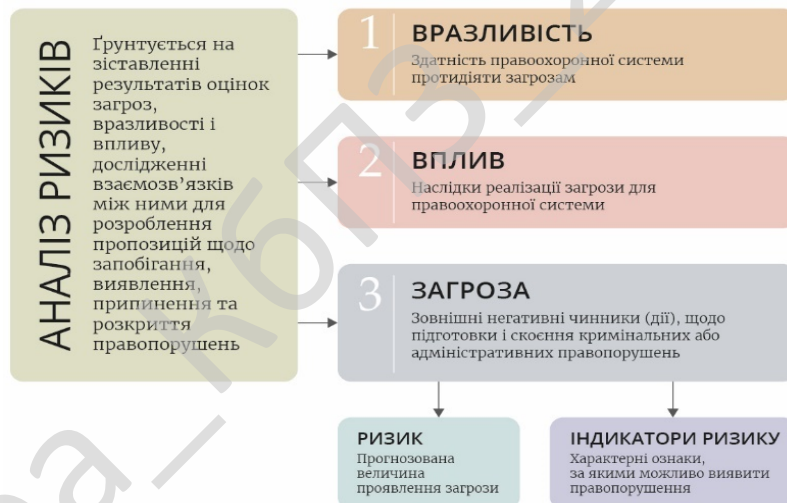 АНАЛІЗ РИЗИКІВ
Ґрунтується на
зіставленні
результатів оцінок
загроз,
вразливості і
впливу,
дослідженні
взаємозв’язків
між ними для
розроблення
пропозицій щодо
запобігання,
виявлення,
припинення та
розкриття
правопорушень
1
ВРАЗЛИВІСТЬ
Здатність правоохоронної системи
протидіяти загрозам
2
ВПЛИВ
Наслідки реалізації загрози для
правоохоронної системи
3
ЗАГРОЗА
Зовнішні негативні чинники (дії), щодо
підготовки і скоєння кримінальних або
адміністративних правопорушень
РИЗИК
Прогнозована
величина
проявлення загрози
ІНДИКАТОРИ РИЗИКУ
Характерні ознаки,
за якими можливо виявити
правопорушення